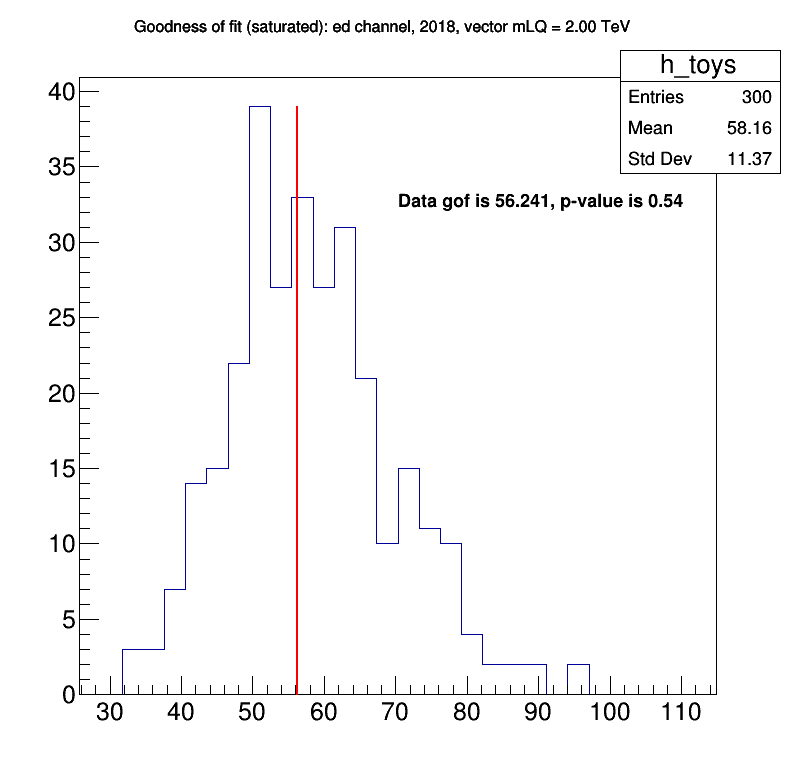 Goodness of fit (saturated): ed channel, 2018, vector mLQ = 2.00 TeV
h_toys
Entries 300
Mean 58.16
Std Dev 11.37
Data gof is 56.241, p-value is 0.54
40
35
30
25
20
15
10
5
0
30 40 50 60 70 80 90 100 110